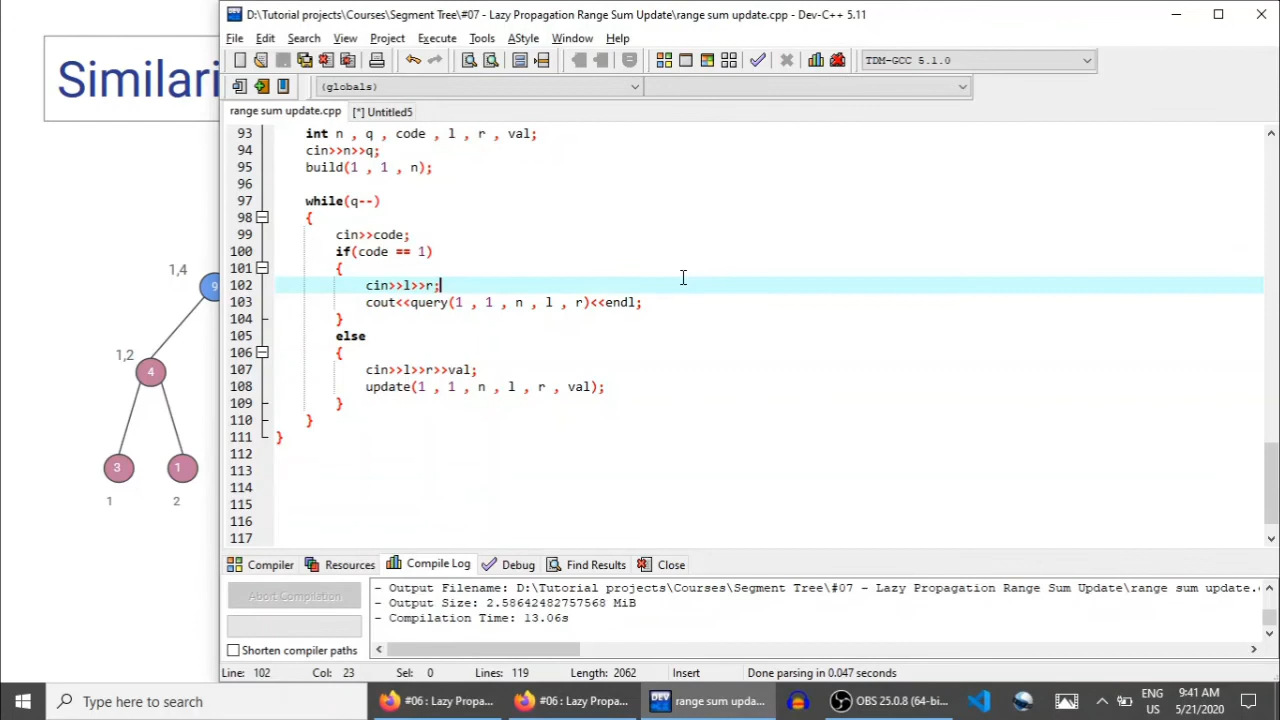 D:\Tutorial projects\Courses\Segment Tree\#07 - Lazy Propagation Range Sum Update\range sum update.cpp - Dev-C++ 5.11
File Edit Search View Project Execute Tools AStyle Window Help
TDM-GCC 5.1.0
(globals)
range sum update.cpp [*] Untitled5
Similari
1,4
9
1,2
4
3 1
1 2
93 int n , q , code , l , r , val;
94 cin>>n>>q;
95 build(1 , 1 , n);
96
97 while(q--)
98 {
99 cin>>code;
100 if(code == 1)
101 {
102 cin>>l>>r;
103 cout<<query(1 , 1 , n , l , r)<<endl;
104 }
105 else
106 {
107 cin>>l>>r>>val;
108 update(1 , 1 , n , l , r , val);
109 }
110 }
111 }
112
113
114
115
116
117
Compiler Resources Compile Log Debug Find Results Close
Abort Compilation
Shorten compiler paths
- Output Filename: D:\Tutorial projects\Courses\Segment Tree\#07 - Lazy Propagation Range Sum Update\range sum update.
- Output Size: 2.58642482757568 MiB
- Compilation Time: 13.06s
Line: 102 Col: 23 Sel: 0 Lines: 119 Length: 2062 Insert Done parsing in 0.047 seconds
Type here to search
#06 : Lazy Propa...
#06 : Lazy Propa...
DEV
range sum upda...
OBS 25.0.8 (64-bi...
ENG
US
9:41 AM
5/21/2020